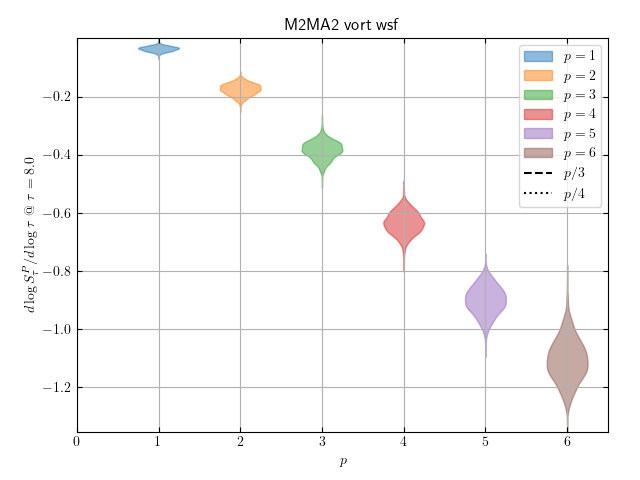 M2MA2 vort wsf
d log S_τ^P / d log τ @ τ = 8.0
−0.2
−0.4
−0.6
−0.8
−1.0
−1.2
0 1 2 3 4 5 6
p
p = 1
p = 2
p = 3
p = 4
p = 5
p = 6
p/3
p/4